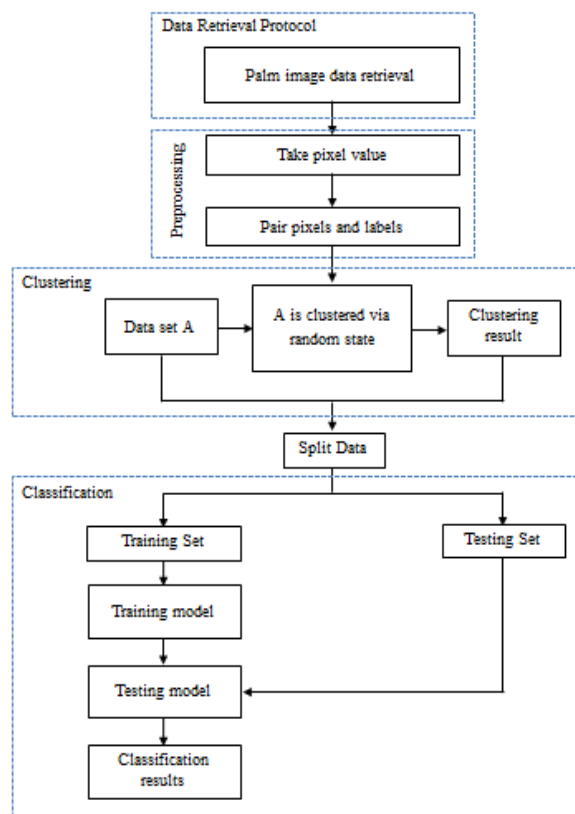 Data Retrieval Protocol
Palm image data retrieval
Preprocessing
Take pixel value
Pair pixels and labels
Clustering
Data set A
A is clustered via
random state
Clustering
result
Split Data
Classification
Training Set
Testing Set
Training model
Testing model
Classification
results